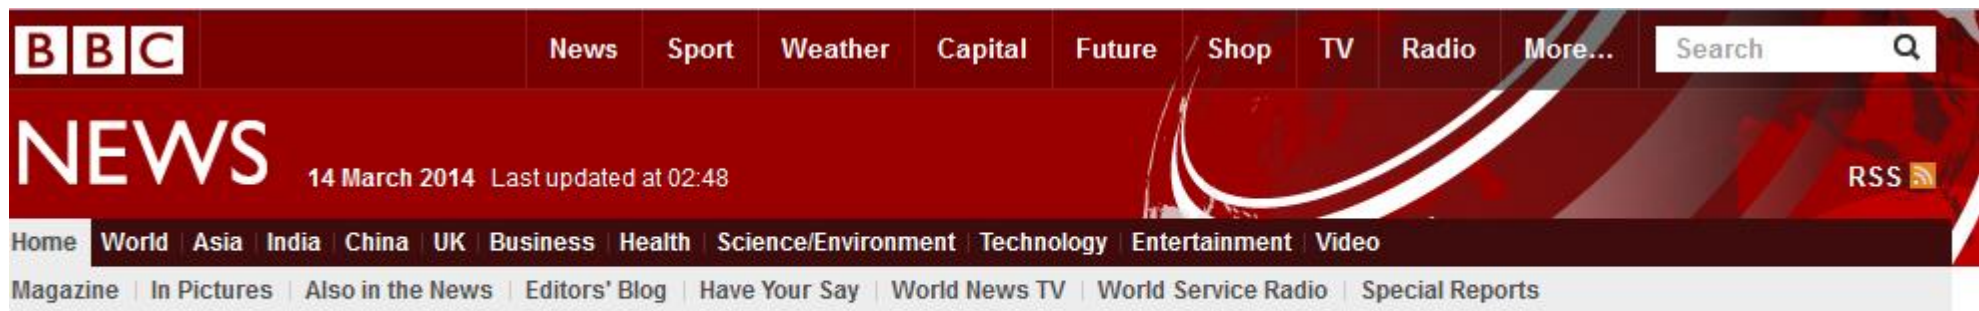 BBC News Sport Weather Capital Future Shop TV Radio More... Search
NEWS 14 March 2014 Last updated at 02:48 RSS
Home World Asia India China UK Business Health Science/Environment Technology Entertainment Video
Magazine In Pictures Also in the News Editors' Blog Have Your Say World News TV World Service Radio Special Reports